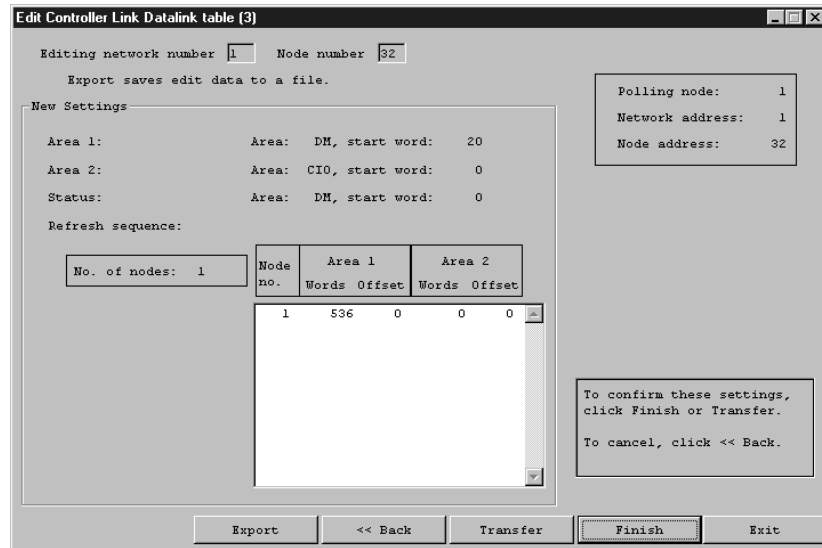 Edit Controller Link Datalink table (3)
Editing network number 1 Node number 32
Export saves edit data to a file.
New Settings
Area 1: Area: DM, start word: 20
Area 2: Area: CIO, start word: 0
Status: Area: DM, start word: 0
Refresh sequence:
No. of nodes: 1
Node no.
Area 1 Area 2
Words Offset Words Offset
1 536 0 0 0
Polling node: 1
Network address: 1
Node address: 32
To confirm these settings,
click Finish or Transfer.
To cancel, click << Back.
Export << Back Transfer Finish Exit